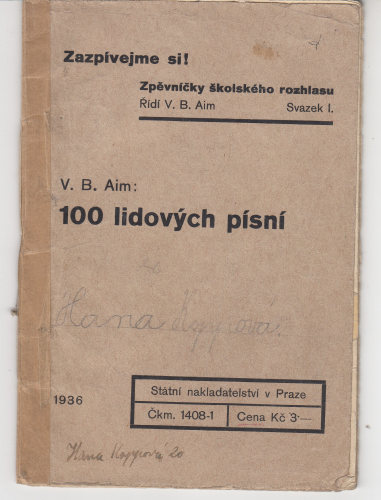 Zazpívejme si!
Zpěvníčky školského rozhlasu
Řídí V. B. Aim Svazek I.
V. B. Aim:
100 lidových písní
Hana
1936
Státní nakladatelství v Praze
Čkm. 1408-1 Cena Kč 3·—
Hana